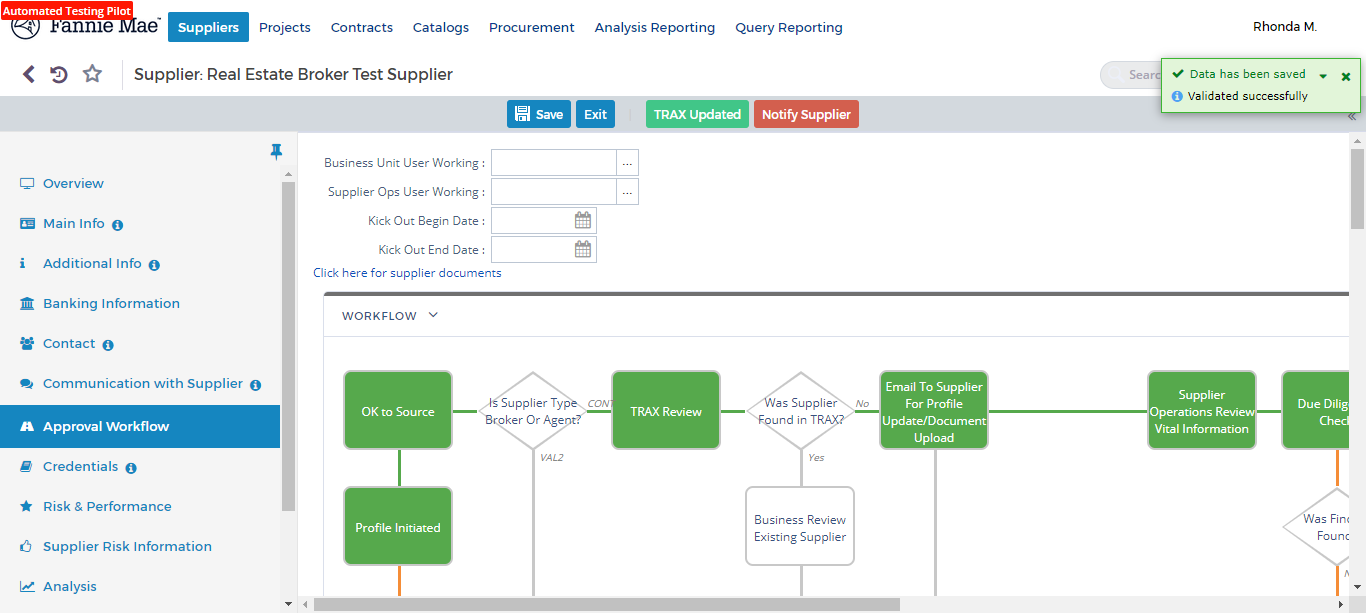 Automated Testing Pilot
Fannie Mae
Suppliers
Projects
Contracts
Catalogs
Procurement
Analysis Reporting
Query Reporting
Rhonda M.
Supplier: Real Estate Broker Test Supplier
Data has been saved
Validated successfully
Save
Exit
TRAX Updated
Notify Supplier
Overview
Main Info
Additional Info
Banking Information
Contact
Communication with Supplier
Approval Workflow
Credentials
Risk & Performance
Supplier Risk Information
Analysis
Business Unit User Working :
...
Supplier Ops User Working :
...
Kick Out Begin Date :
Kick Out End Date :
Click here for supplier documents
WORKFLOW
OK to Source
Is Supplier Type
Broker Or Agent?
CONT
VAL2
TRAX Review
Was Supplier
Found in TRAX?
No
Yes
Email To Supplier
For Profile
Update/Document
Upload
Supplier
Operations Review
Vital Information
Due Dilig
Check
Profile Initiated
Business Review
Existing Supplier
Was Find
Found